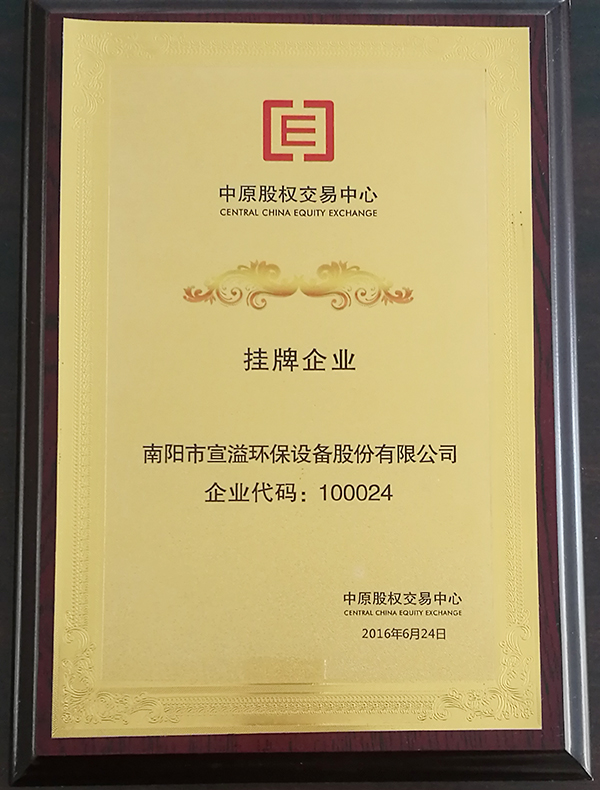 中原股权交易中心
CENTRAL CHINA EQUITY EXCHANGE
挂牌企业
南阳市宣溢环保设备股份有限公司
企业代码：100024
中原股权交易中心
CENTRAL CHINA EQUITY EXCHANGE
2016年6月24日